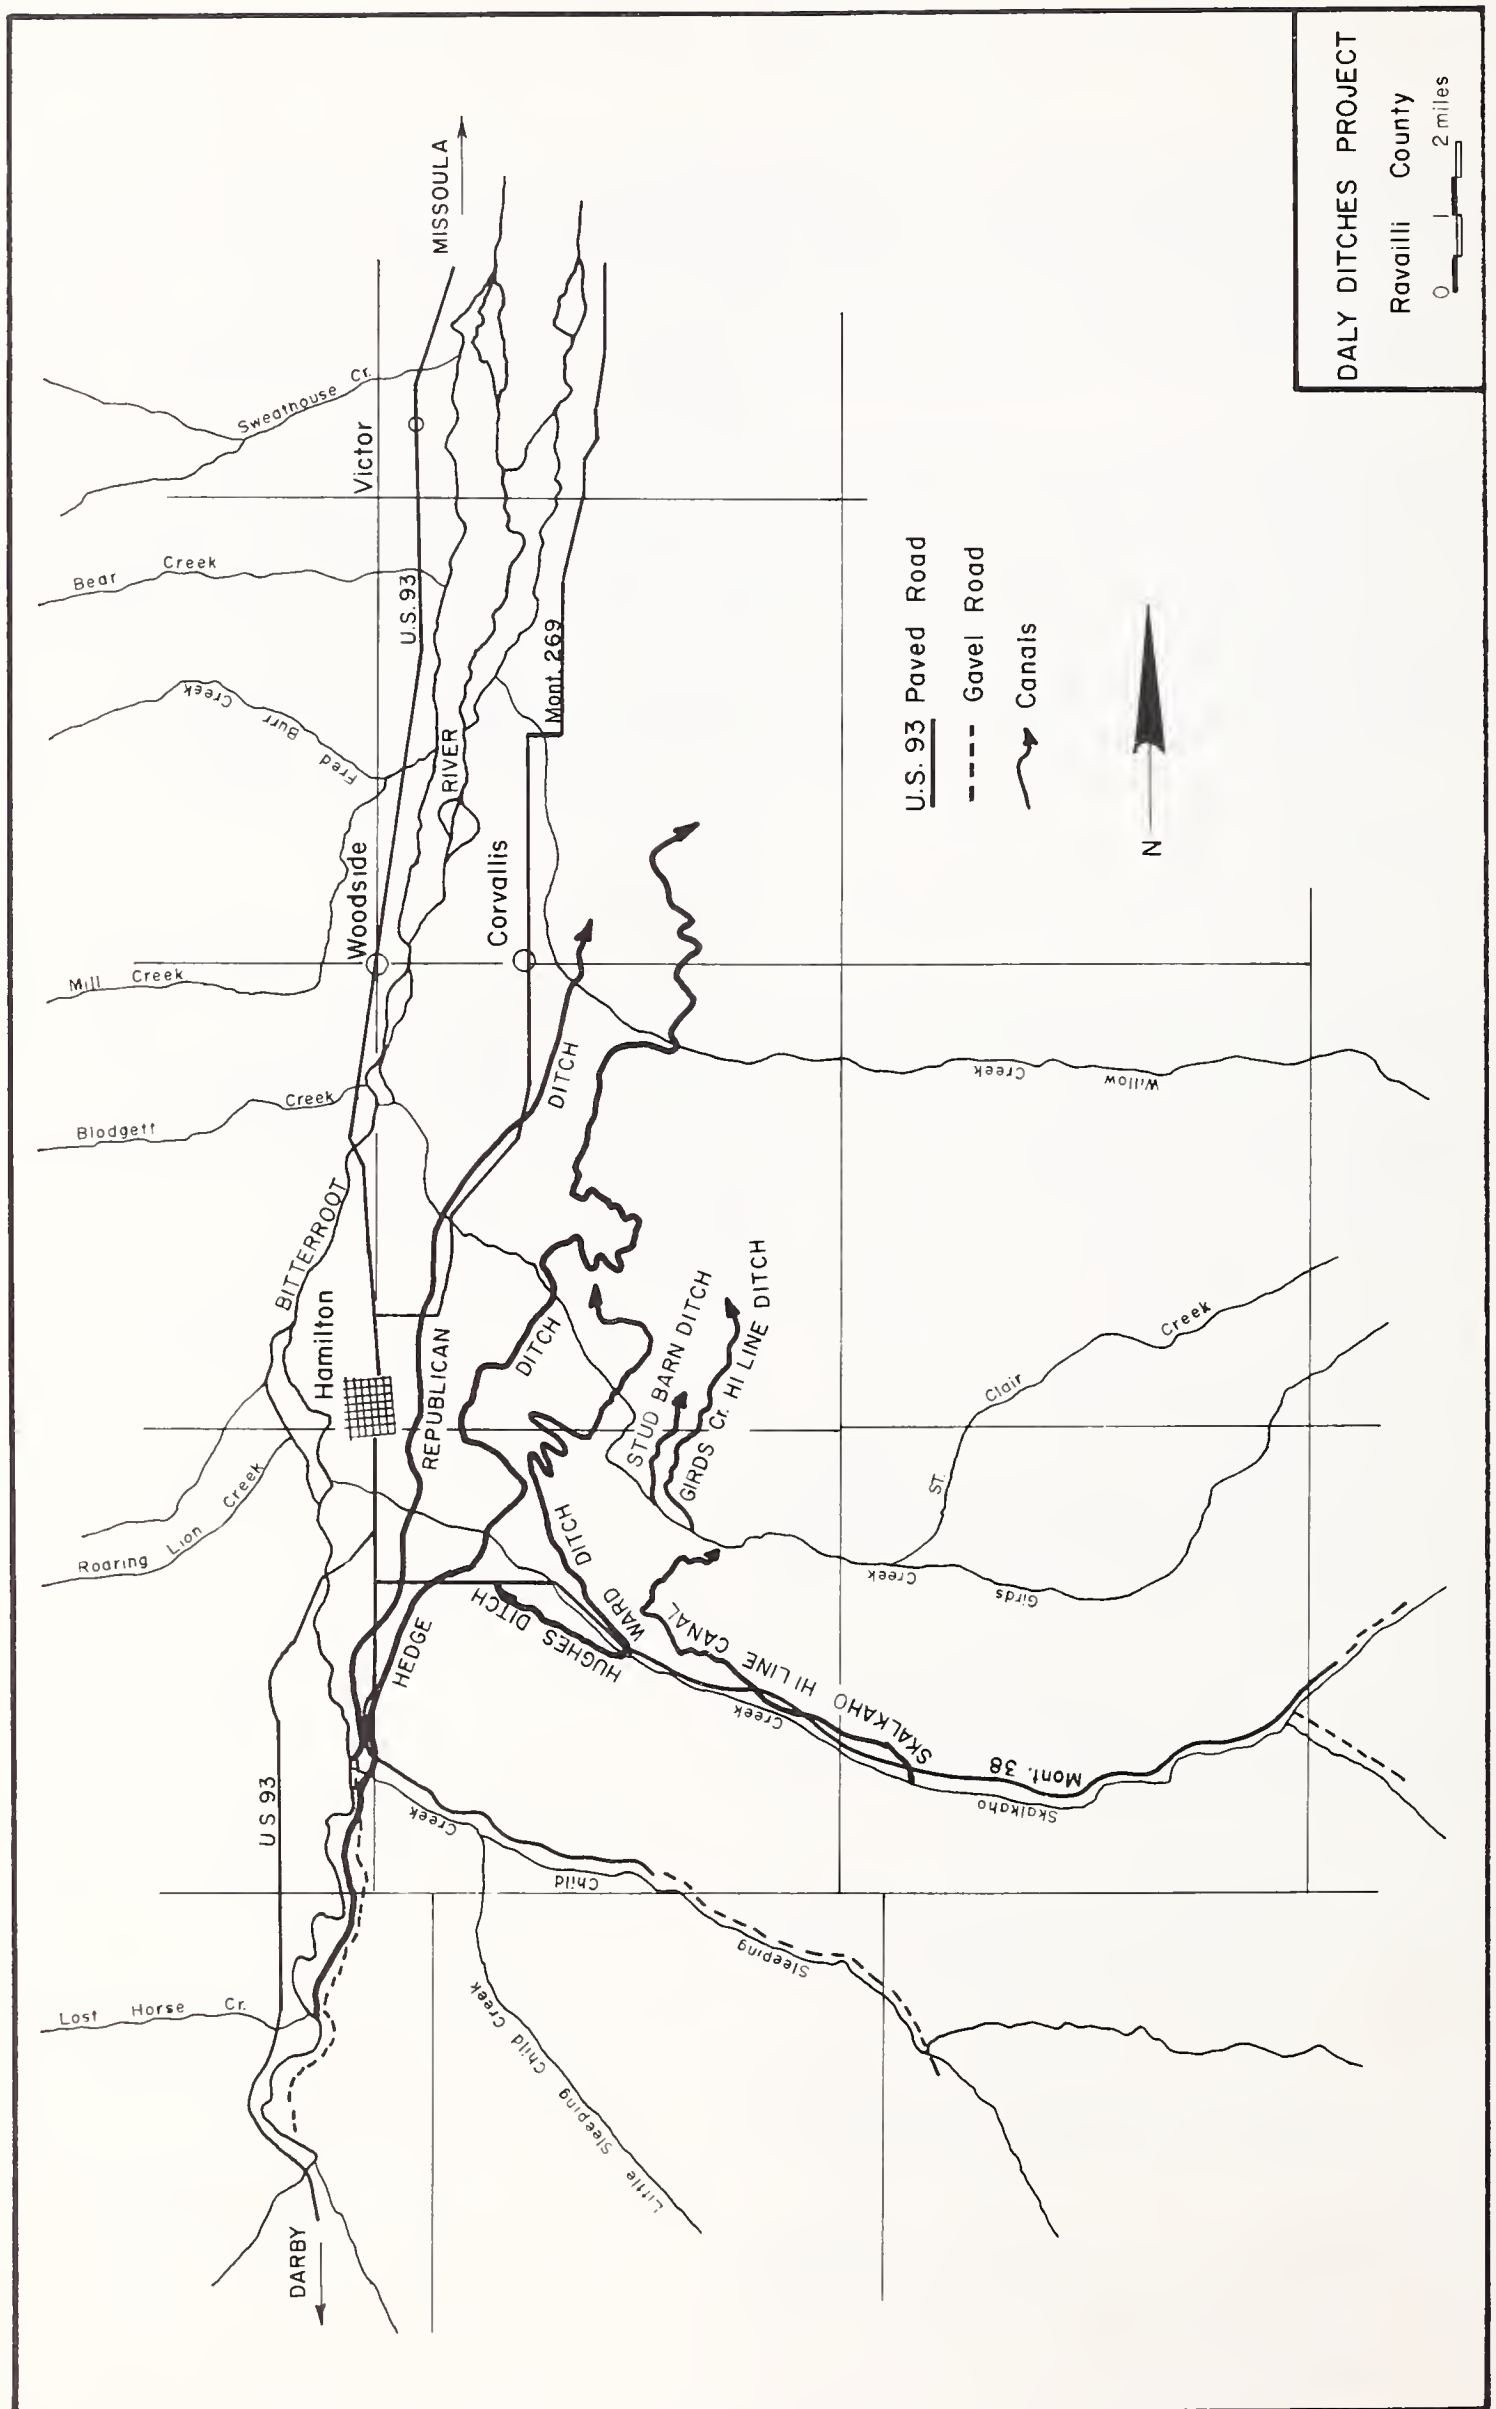 DALY DITCHES PROJECT
Ravailli County
0 1 2 miles
MISSOULA
Sweathouse Cr.
Victor
Bear Creek
U.S. 93
Mont. 269
Fred Burr Creek
RIVER
Woodside
Corvallis
Mill Creek
U.S. 93 Paved Road
Gavel Road
Canals
N
DITCH
Creek
Willow
Blodgett Creek
BITTERROOT
Hamilton
REPUBLICAN
DITCH
STUD BARN DITCH
GIRDS Cr. HI LINE DITCH
ST. Clair Creek
Roaring Lion Creek
DITCH
WARD
HUGHES DITCH
HEDGE
SKALKAHO HI LINE CANAL
Creek
Girds
Creek
Skalkaho
Mont. 38
US 93
Creek
Child
Sleeping
Little Sleeping Child Creek
Lost Horse Cr.
DARBY